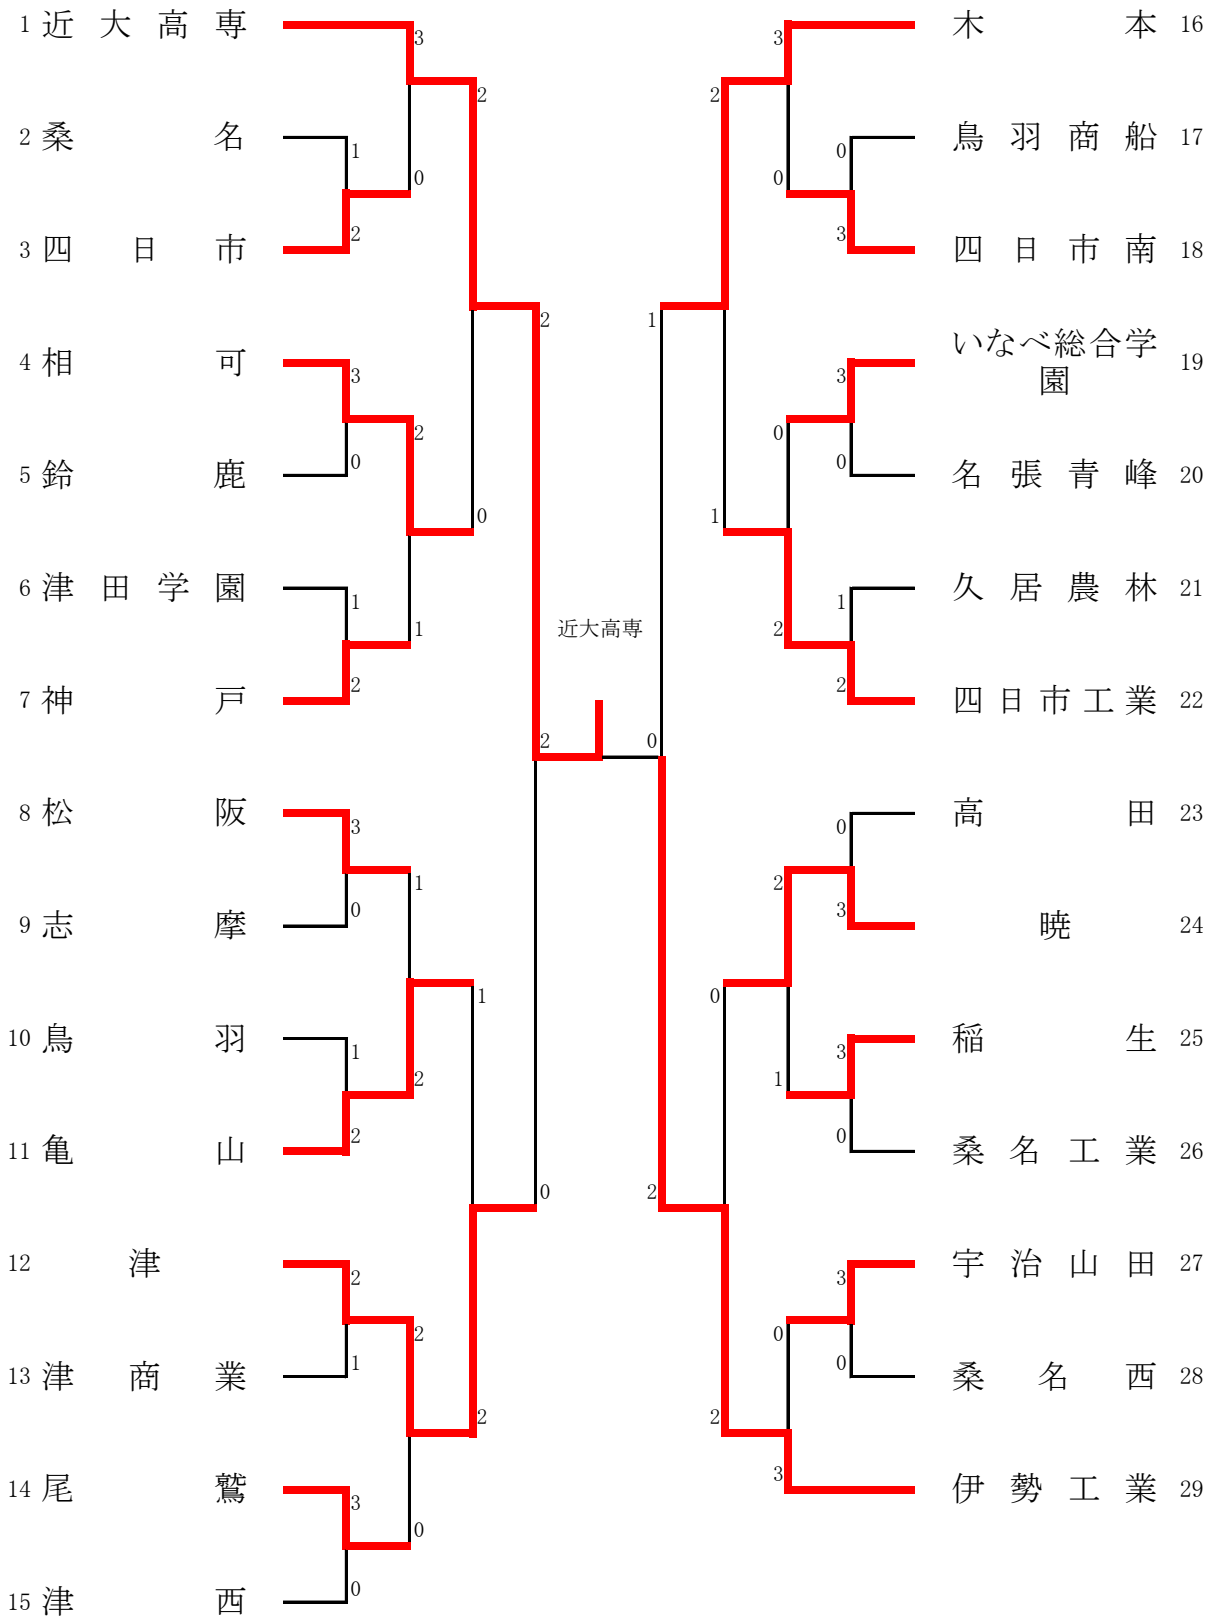 1 近大高専
3
2
2 桑名
1
0
3 四日市
2
2
4 相可
3
2
5 鈴鹿
0
0
6 津田学園
1
1
7 神戸
2
近大高専
2
0
8 松阪
3
1
9 志摩
0
1
10 鳥羽
1
2
11 亀山
2
0
12 津
2
2
13 津商業
1
2
14 尾鷲
3
0
15 津西
0
木本 16
3
2
鳥羽商船 17
0
0
四日市南 18
3
1
いなべ総合学
園
19
3
0
名張青峰 20
0
1
久居農林 21
1
2
四日市工業 22
2
高田 23
0
2
暁 24
3
0
稲生 25
3
1
桑名工業 26
0
2
宇治山田 27
3
0
桑名西 28
0
2
伊勢工業 29
3